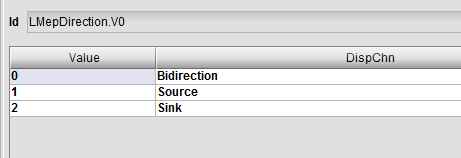 Id LMepDirection.V0
Value DispChn
0 Bidirection
1 Source
2 Sink